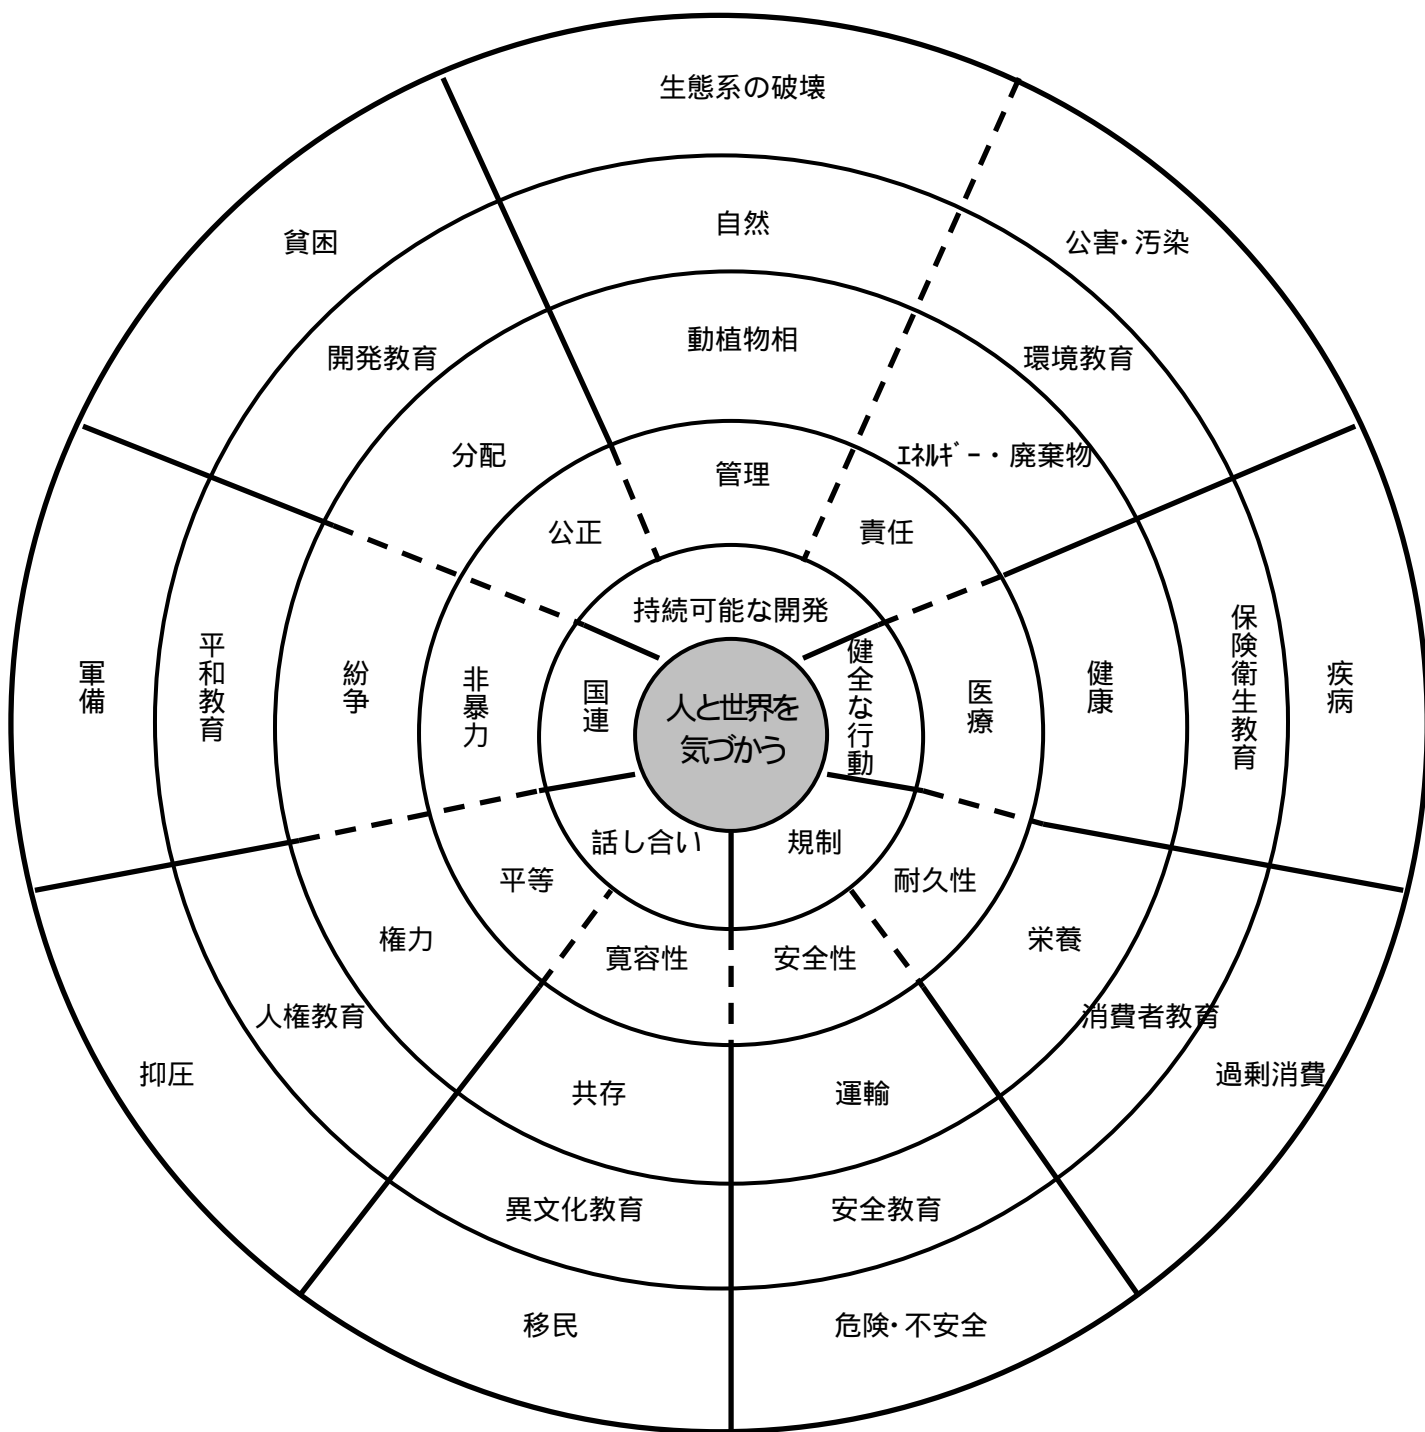 生態系の破壊
自然
動植物相
管理
貧困
開発教育
分配
公正
公害・汚染
環境教育
ｴﾈﾙｷﾞｰ・廃棄物
責任
持続可能な開発
軍備
平和教育
紛争
非暴力
国連
人と世界を
気づかう
健全な行動
医療
健康
保険衛生教育
疾病
話し合い
規制
平等
耐久性
権力
寛容性
安全性
栄養
人権教育
消費者教育
抑圧
過剰消費
共存
運輸
異文化教育
安全教育
移民
危険・不安全